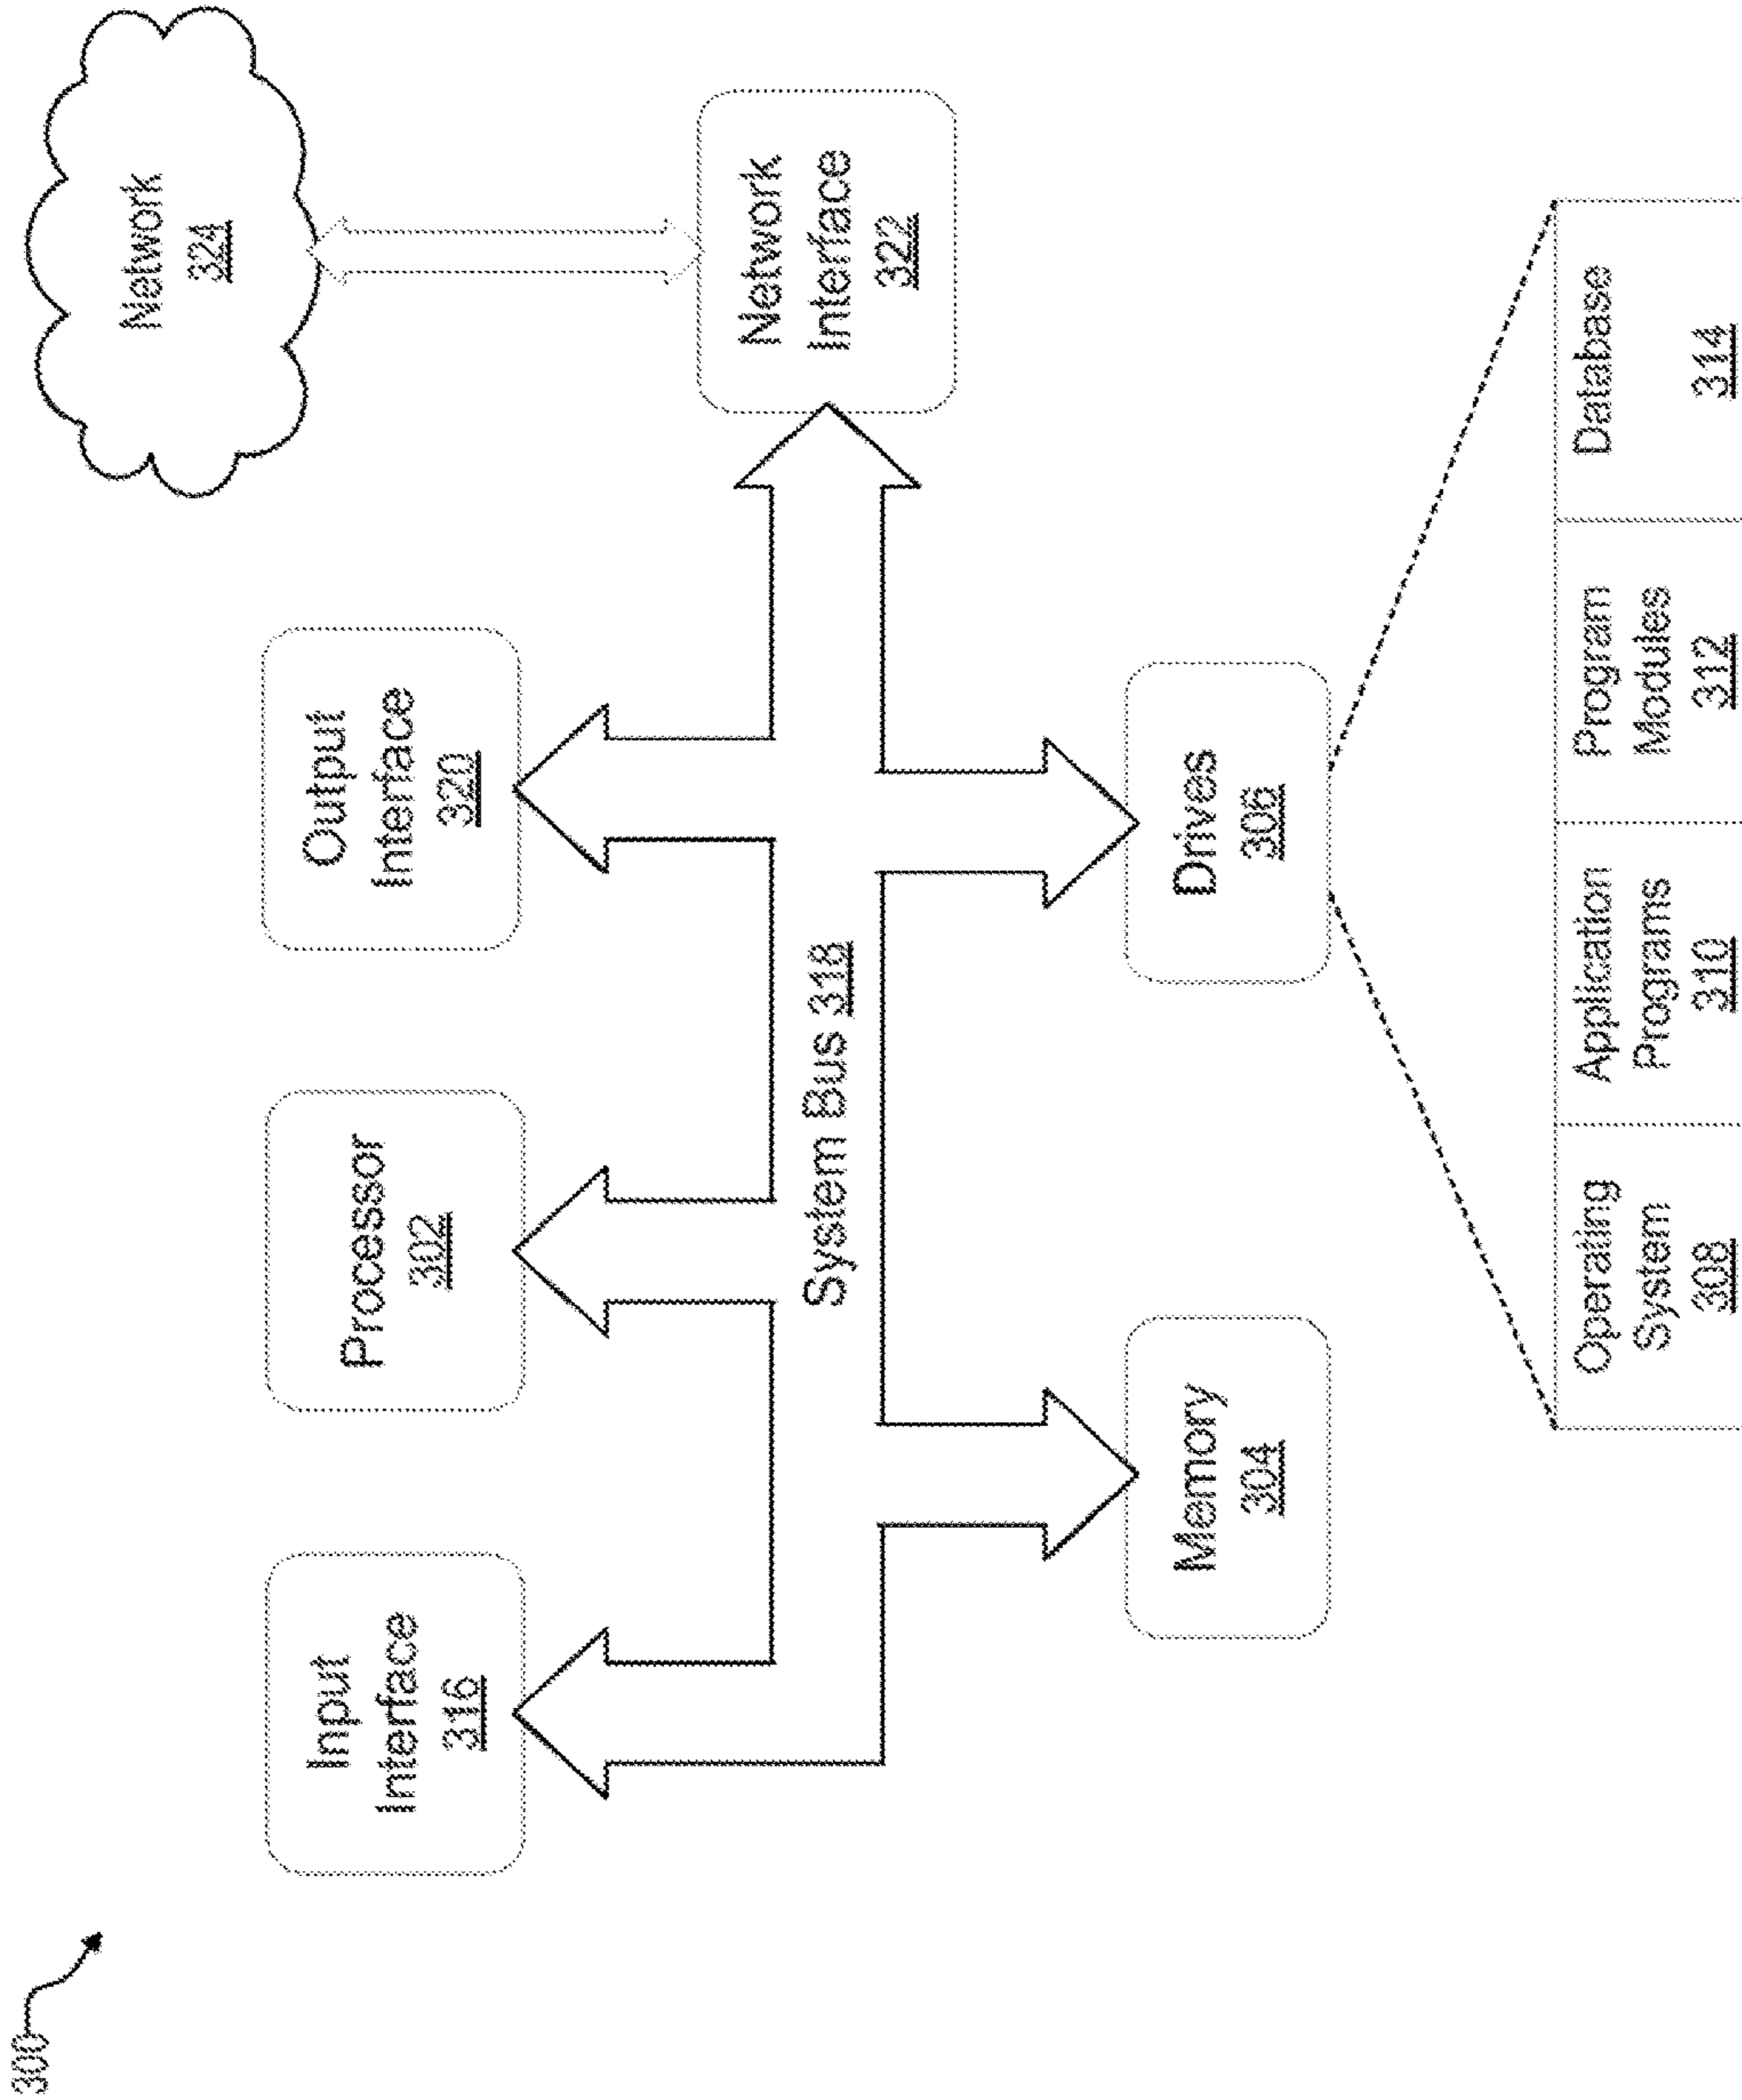 300
Network
324
Input
Interface
316
Processor
302
Output
Interface
320
System Bus 318
Network
Interface
322
Memory
304
Drives
306
Operating
System
308
Application
Programs
310
Program
Modules
312
Database
314